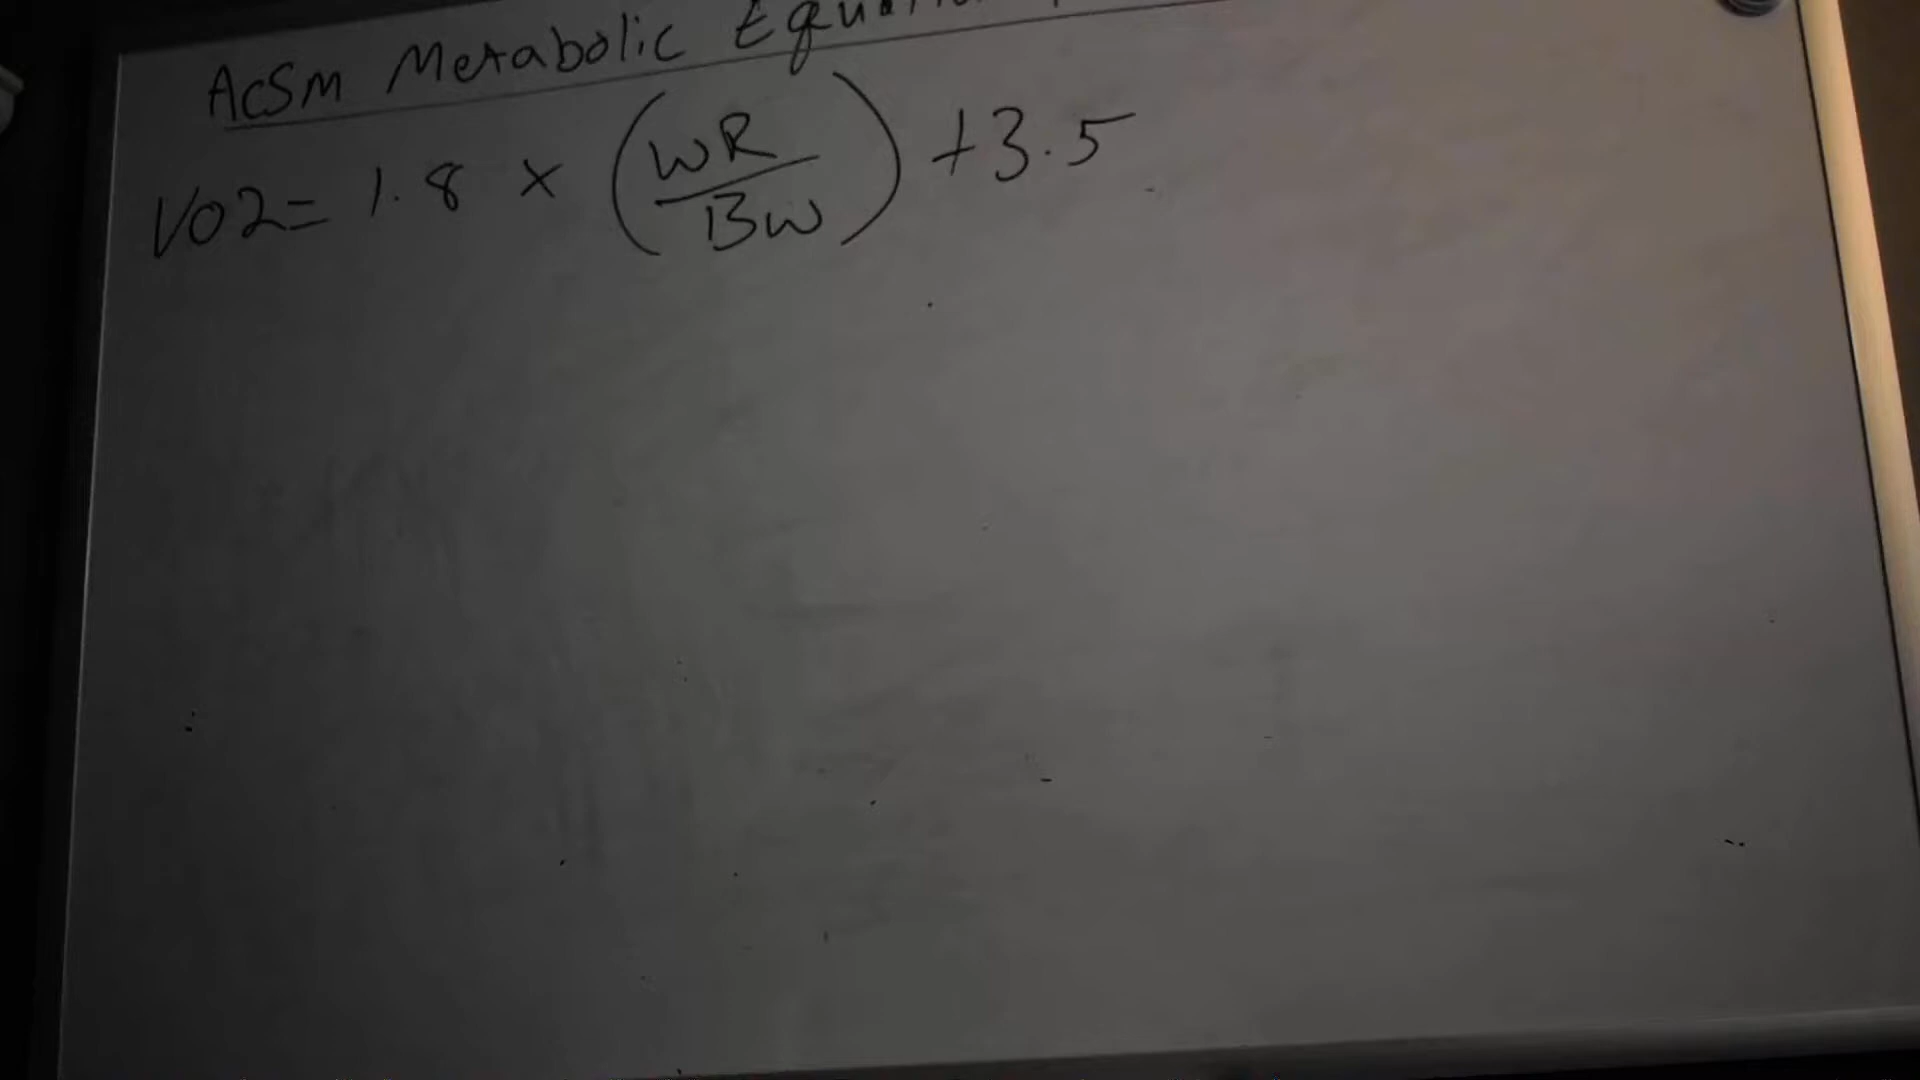 ACSM Metabolic
VO2 = 1.8 × (WR/BW) + 3.5